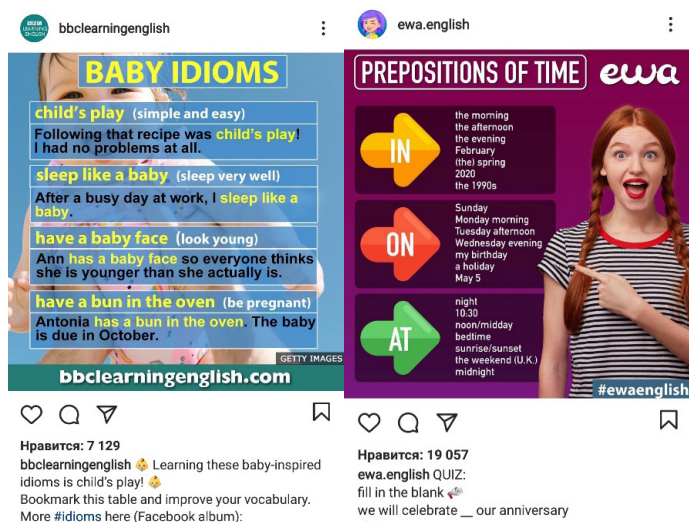 BBC
LEARNING
ENGLISH
bbclearningenglish
BABY IDIOMS
child's play (simple and easy)
Following that recipe was child's play!
I had no problems at all.
sleep like a baby (sleep very well)
After a busy day at work, I sleep like a
baby.
have a baby face (look young)
Ann has a baby face so everyone thinks
she is younger than she actually is.
have a bun in the oven (be pregnant)
Antonia has a bun in the oven. The baby
is due in October.
GETTY IMAGES
bbclearningenglish.com
Нравится: 7 129
bbclearningenglish 👶 Learning these baby-inspired
idioms is child's play! 👶
Bookmark this table and improve your vocabulary.
More #idioms here (Facebook album):
ewa.english
PREPOSITIONS OF TIME
ewa
IN
the morning
the afternoon
the evening
February
(the) spring
2020
the 1990s
ON
Sunday
Monday morning
Tuesday afternoon
Wednesday evening
my birthday
a holiday
May 5
AT
night
10:30
noon/midday
bedtime
sunrise/sunset
the weekend (U.K.)
midnight
#ewaenglish
Нравится: 19 057
ewa.english QUIZ:
fill in the blank 📢
we will celebrate __ our anniversary